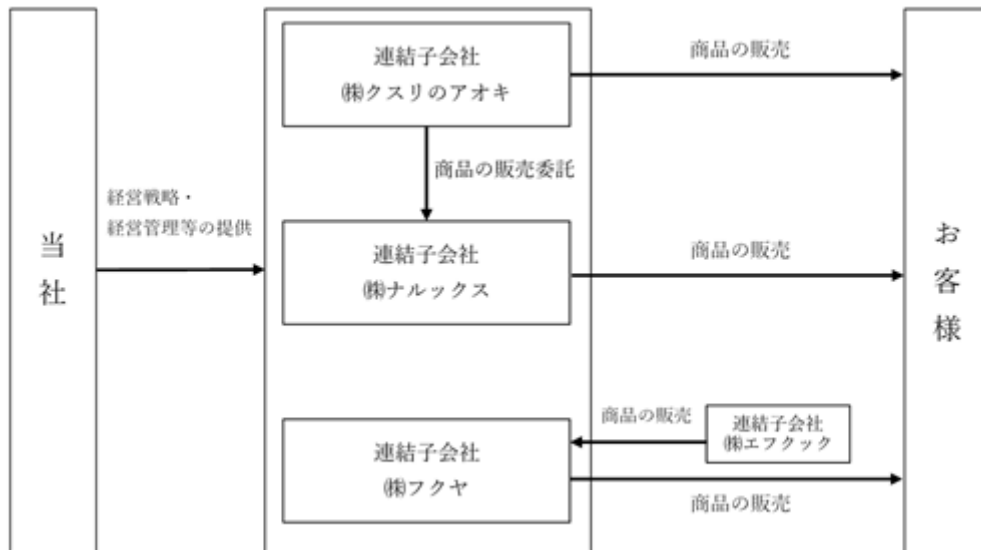 当社
経営戦略・
経営管理等の提供
連結子会社
㈱クスリのアオキ
商品の販売
商品の販売委託
連結子会社
㈱ナルックス
商品の販売
連結子会社
㈱フクヤ
商品の販売
連結子会社
㈱エフクック
商品の販売
お客様